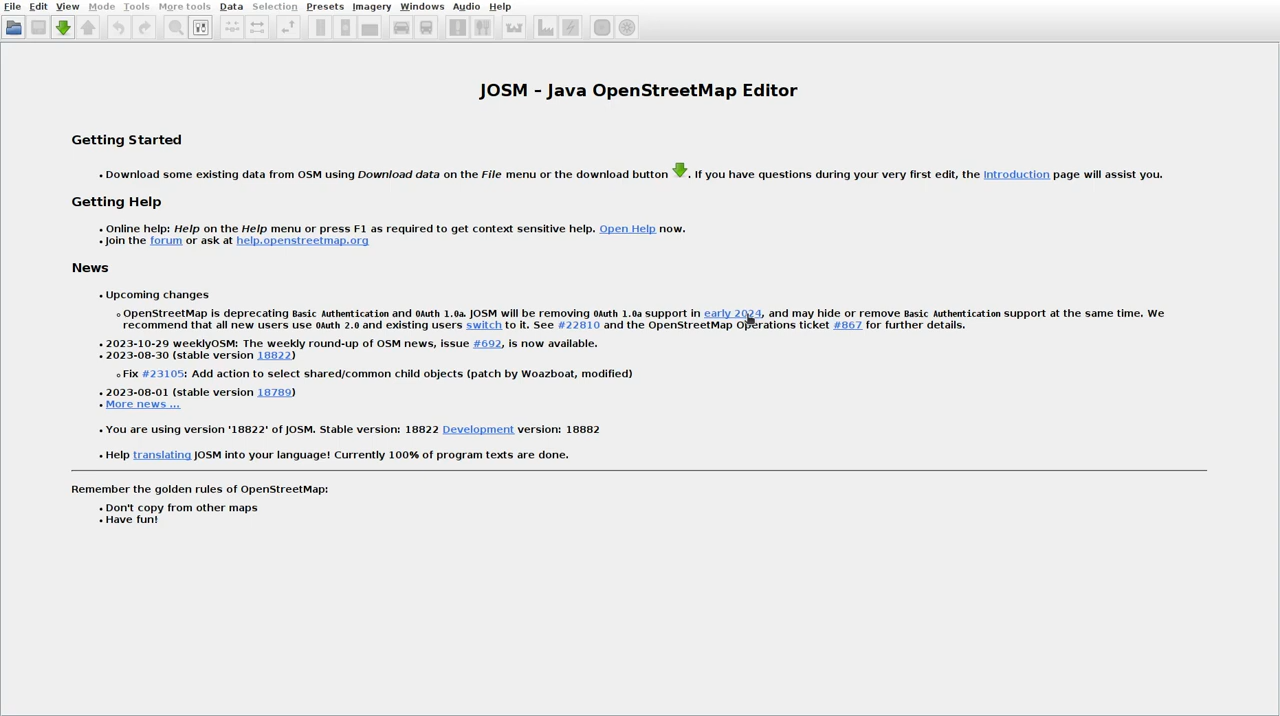 File Edit View Mode Tools More tools Data Selection Presets Imagery Windows Audio Help
JOSM – Java OpenStreetMap Editor
Getting Started
Download some existing data from OSM using Download data on the File menu or the download button . If you have questions during your very first edit, the Introduction page will assist you.
Getting Help
Online help: Help on the Help menu or press F1 as required to get context sensitive help. Open Help now.
Join the forum or ask at help.openstreetmap.org
News
Upcoming changes
OpenStreetMap is deprecating Basic Authentication and OAuth 1.0a. JOSM will be removing OAuth 1.0a support in early 2024, and may hide or remove Basic Authentication support at the same time. We
recommend that all new users use OAuth 2.0 and existing users switch to it. See #22810 and the OpenStreetMap Operations ticket #867 for further details.
2023-10-29 weeklyOSM: The weekly round-up of OSM news, issue #692, is now available.
2023-08-30 (stable version 18822)
Fix #23105: Add action to select shared/common child objects (patch by Woazboat, modified)
2023-08-01 (stable version 18789)
More news ...
You are using version '18822' of JOSM. Stable version: 18822 Development version: 18882
Help translating JOSM into your language! Currently 100% of program texts are done.
Remember the golden rules of OpenStreetMap:
Don't copy from other maps
Have fun!